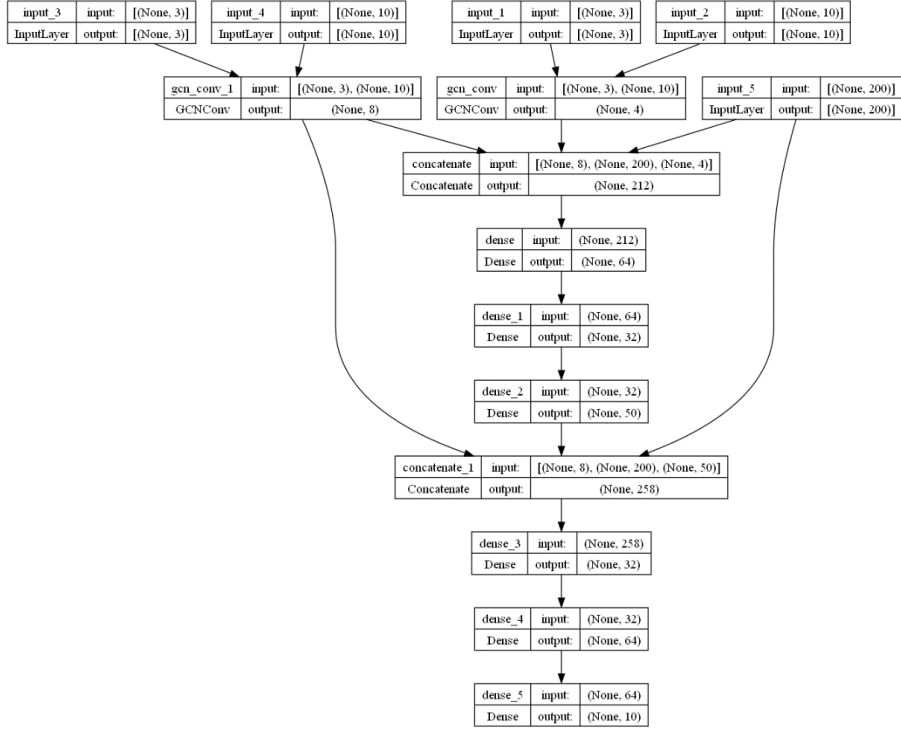 input_3 input: [(None, 3)]
InputLayer output: [(None, 3)]
input_4 input: [(None, 10)]
InputLayer output: [(None, 10)]
input_1 input: [(None, 3)]
InputLayer output: [(None, 3)]
input_2 input: [(None, 10)]
InputLayer output: [(None, 10)]
gcn_conv_1 input: [(None, 3), (None, 10)]
GCNConv output: (None, 8)
gcn_conv input: [(None, 3), (None, 10)]
GCNConv output: (None, 4)
input_5 input: [(None, 200)]
InputLayer output: [(None, 200)]
concatenate input: [(None, 8), (None, 200), (None, 4)]
Concatenate output: (None, 212)
dense input: (None, 212)
Dense output: (None, 64)
dense_1 input: (None, 64)
Dense output: (None, 32)
dense_2 input: (None, 32)
Dense output: (None, 50)
concatenate_1 input: [(None, 8), (None, 200), (None, 50)]
Concatenate output: (None, 258)
dense_3 input: (None, 258)
Dense output: (None, 32)
dense_4 input: (None, 32)
Dense output: (None, 64)
dense_5 input: (None, 64)
Dense output: (None, 10)